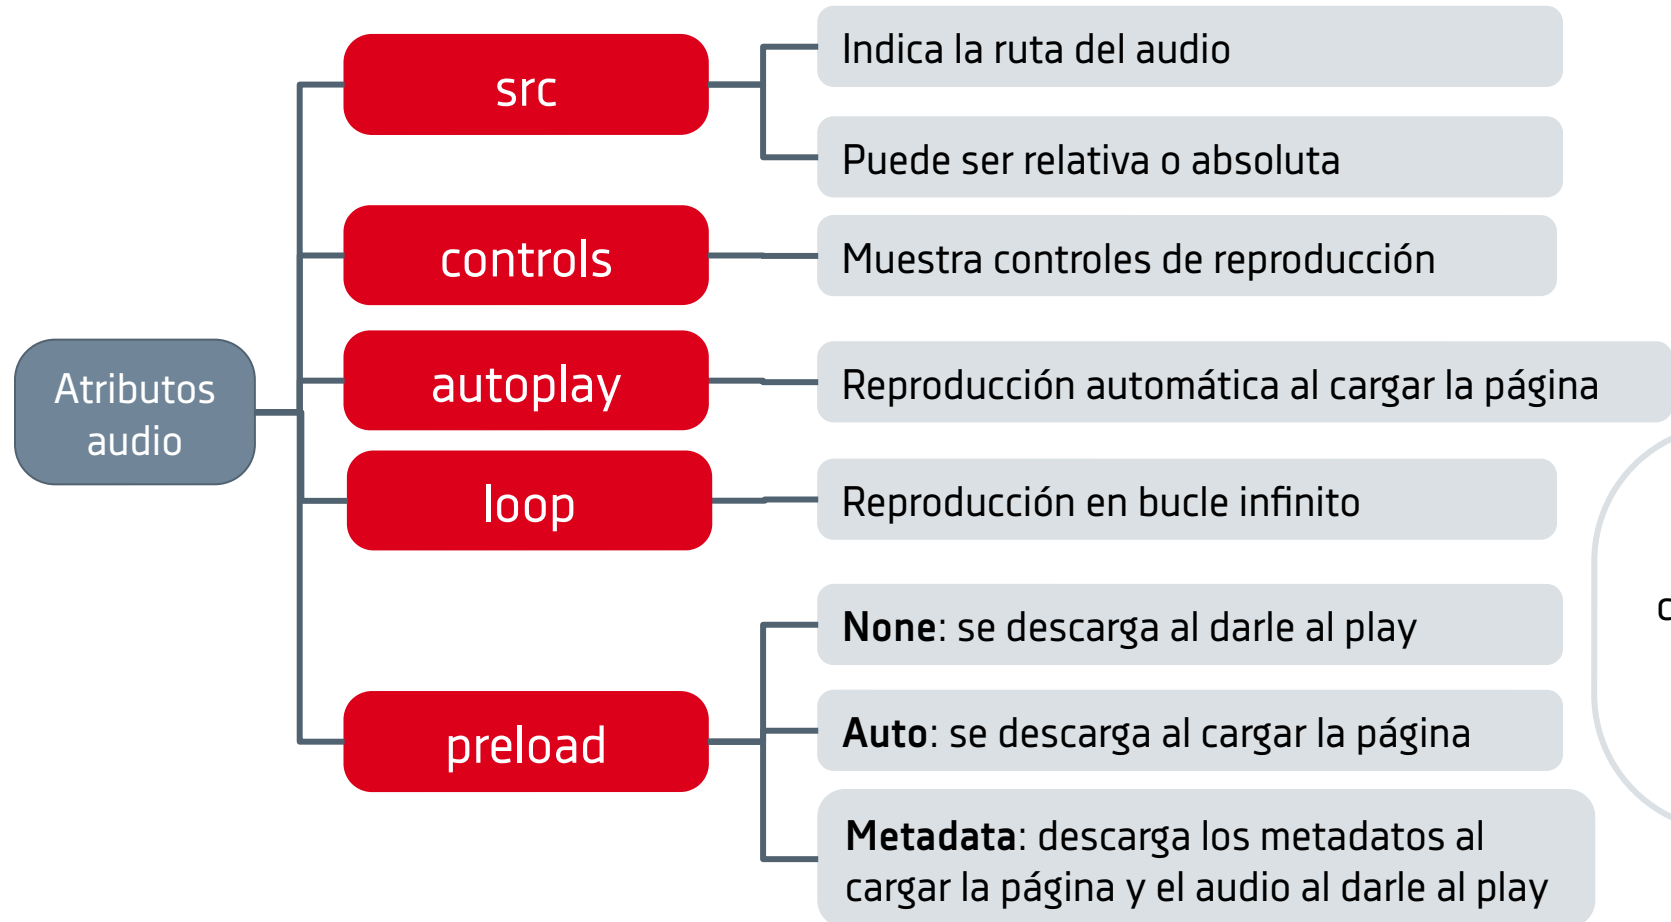 Atributos
audio
src
Indica la ruta del audio
Puede ser relativa o absoluta
controls
Muestra controles de reproducción
autoplay
Reproducción automática al cargar la página
loop
Reproducción en bucle infinito
preload
None: se descarga al darle al play
Auto: se descarga al cargar la página
Metadata: descarga los metadatos al
cargar la página y el audio al darle al play